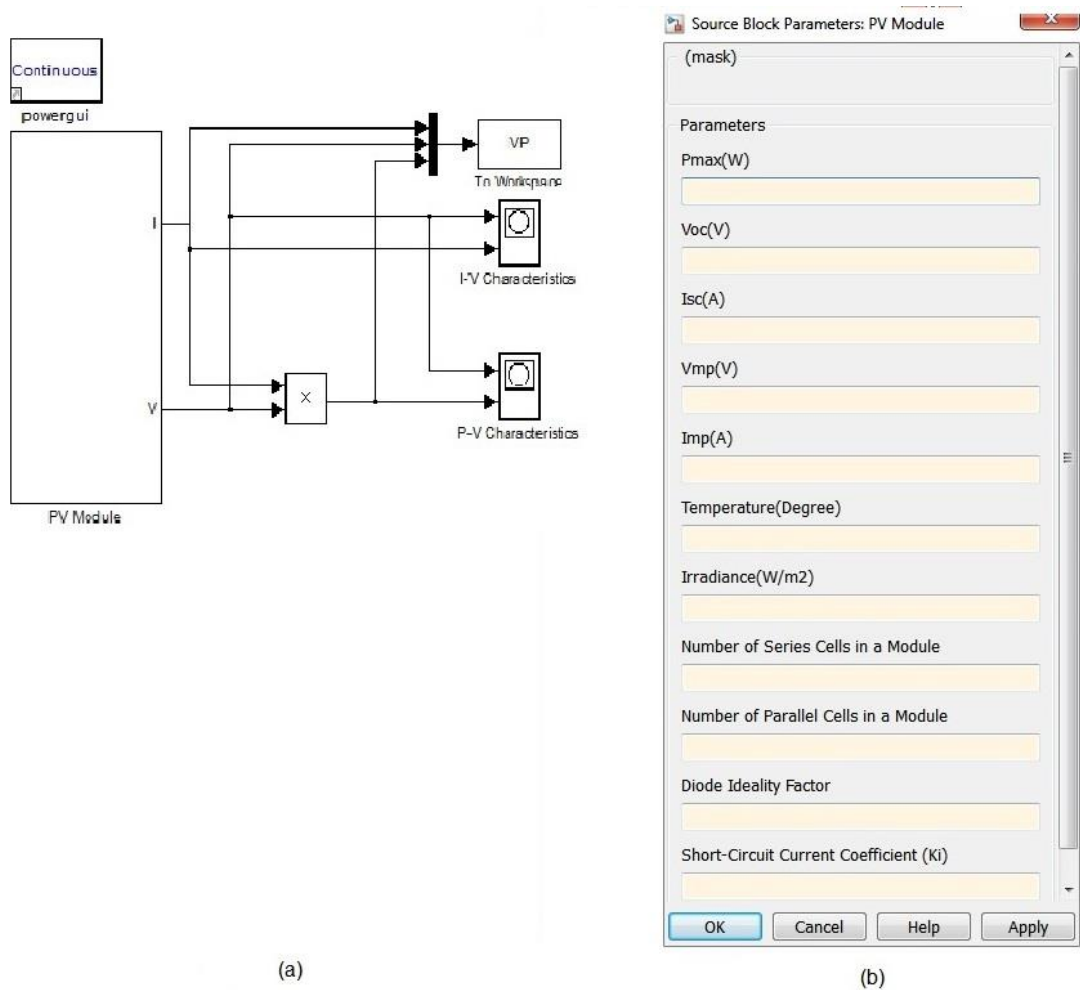 Continuous
powergui
I
V
PV Module
VIP
To Workspace
I-V Characteristics
X
P-V Characteristics
(a)
Source Block Parameters: PV Module
(mask)
Parameters
Pmax(W)
Voc(V)
Isc(A)
Vmp(V)
Imp(A)
Temperature(Degree)
Irradiance(W/m2)
Number of Series Cells in a Module
Number of Parallel Cells in a Module
Diode Ideality Factor
Short-Circuit Current Coefficient (Ki)
OK Cancel Help Apply
(b)